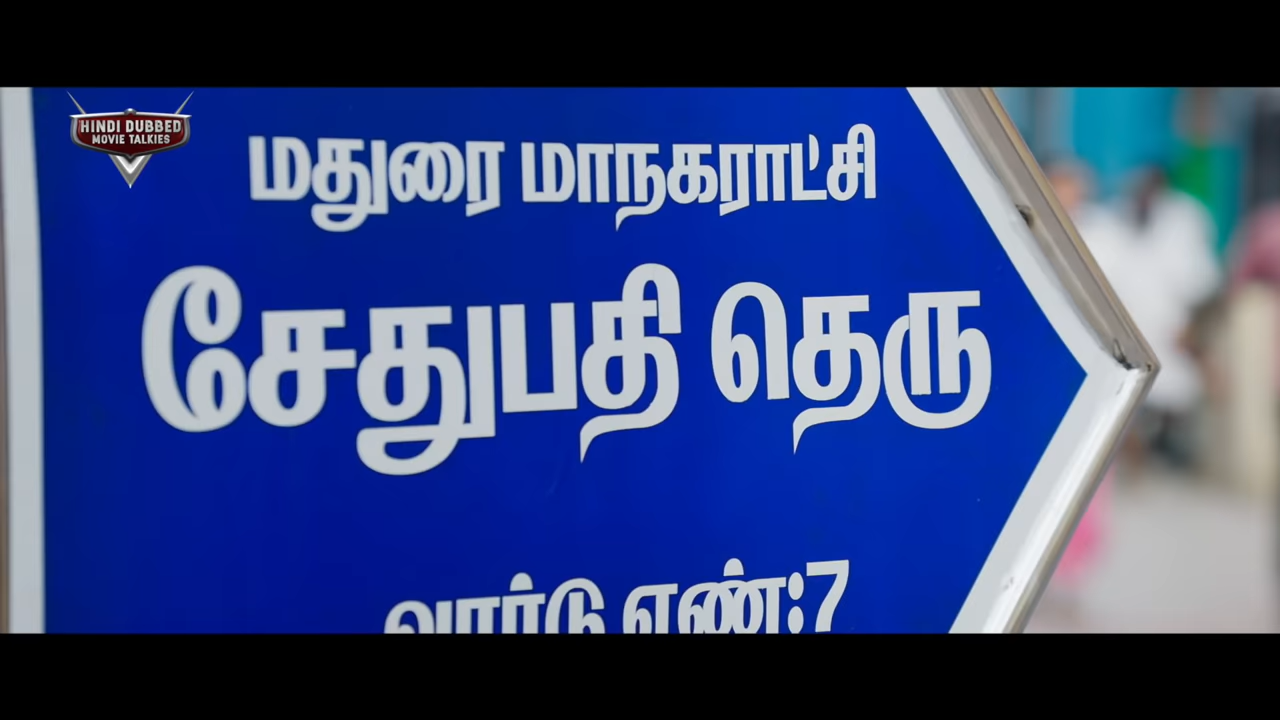 HINDI DUBBED
MOVIE TALKIES
மதுரை மாநகராட்சி
சேதுபதி தெரு
வார்டு எண்:7